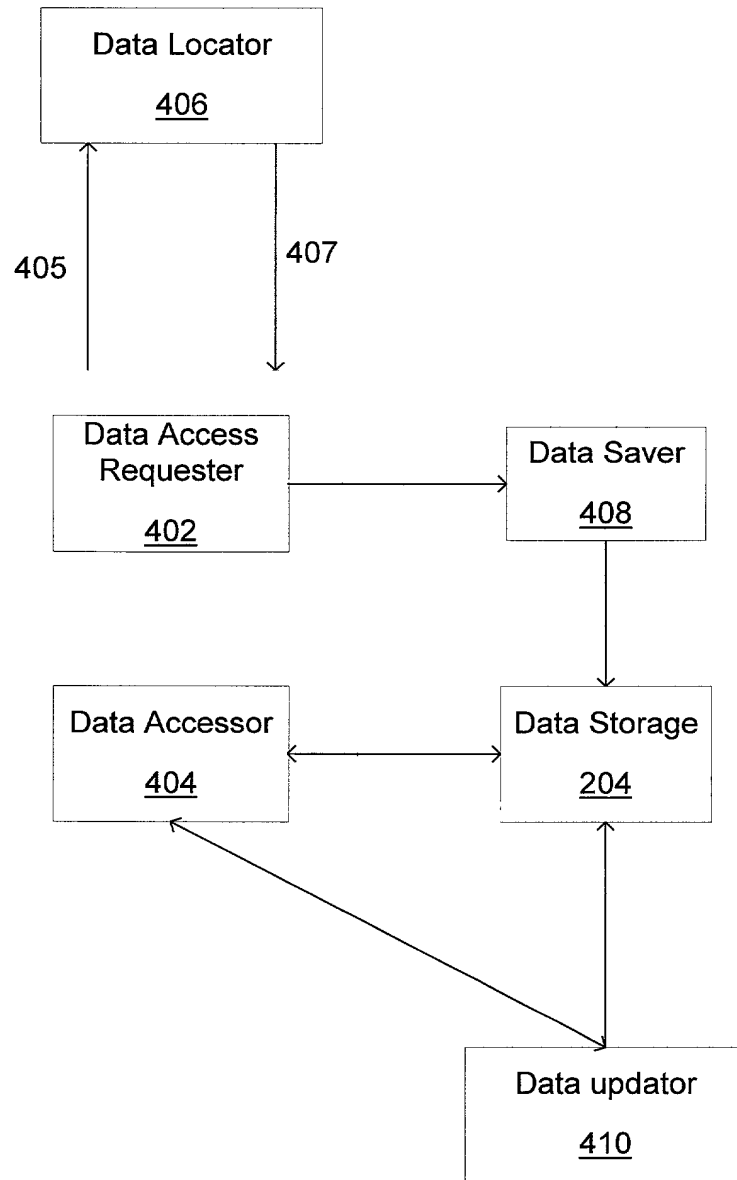 Data Locator
406
405
407
Data Access
Requester
402
Data Saver
408
Data Accessor
404
Data Storage
204
Data updator
410